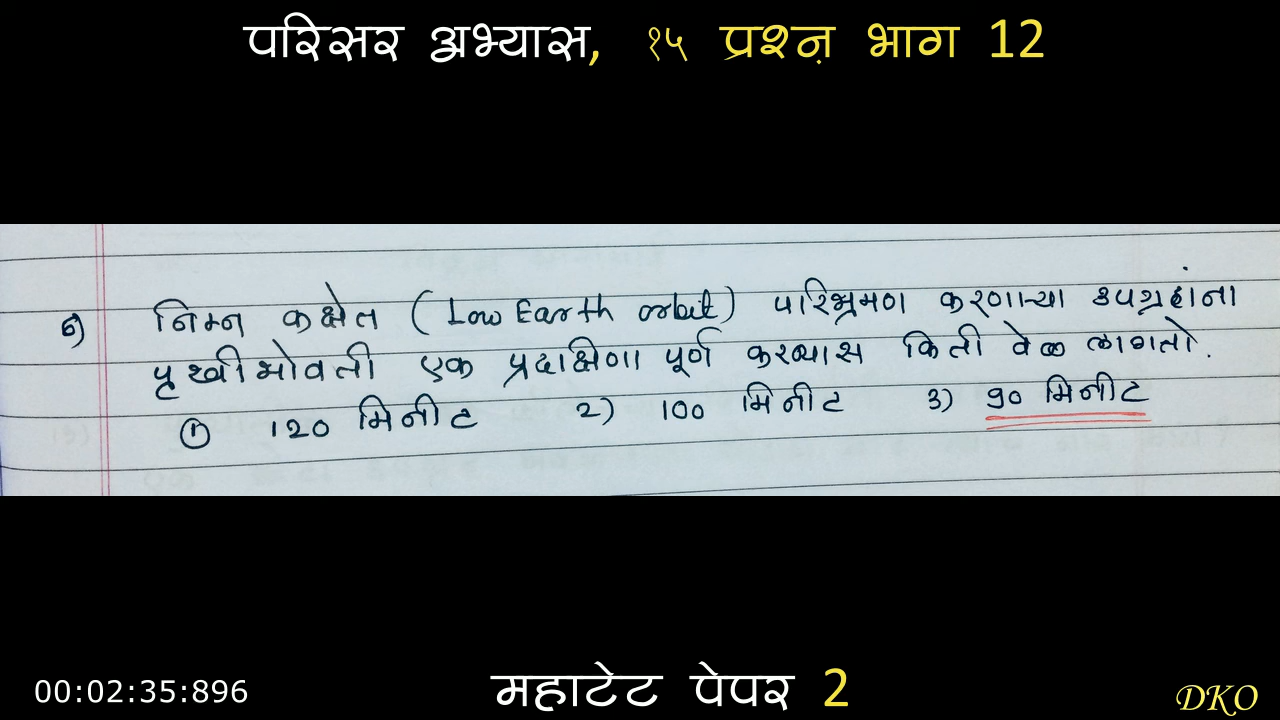 परिसर अभ्यास, १५ प्रश्न भाग 12
७) निम्न कक्षेत (Low Earth orbit) परिभ्रमण करणाऱ्या उपग्रहांना
पृथ्वीभोवती एक प्रदक्षिणा पूर्ण करण्यास किती वेळ लागतो.
① 120 मिनीट 2) 100 मिनीट 3) 90 मिनीट
महाटेट पेपर 2
00:02:35:896
DKO